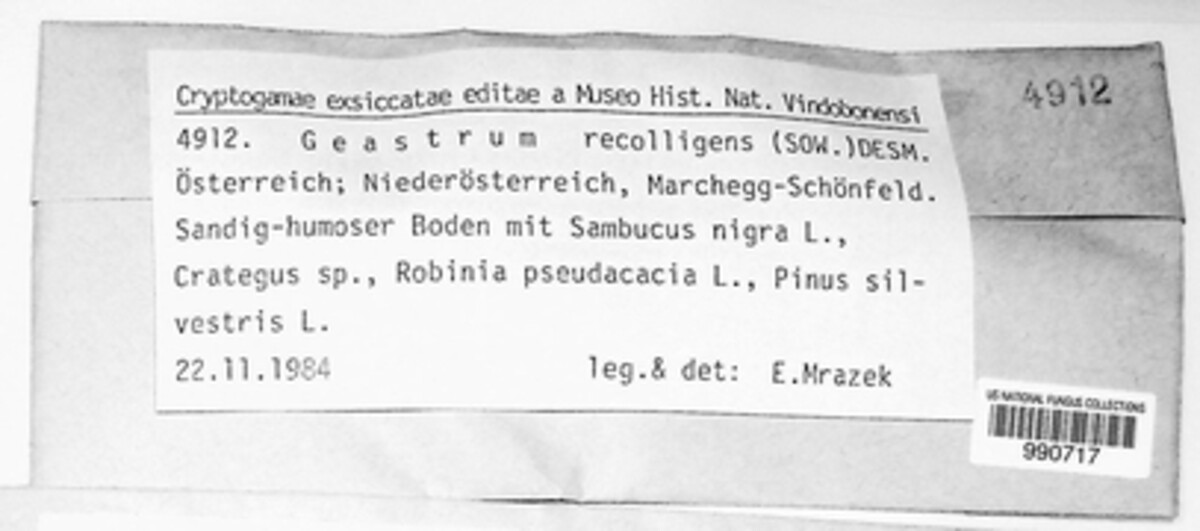 4912
Cryptogamae exsiccatae editae a Museo Hist. Nat. Vindobonensi
4912. Geastrum recolligens (SOW.)DESM.
Österreich; Niederösterreich, Marchegg-Schönfeld.
Sandig-humoser Boden mit Sambucus nigra L.,
Crategus sp., Robinia pseudacacia L., Pinus sil-
vestris L.
22.11.1984 leg.& det: E.Mrazek
US NATIONAL FUNGUS COLLECTIONS
990717